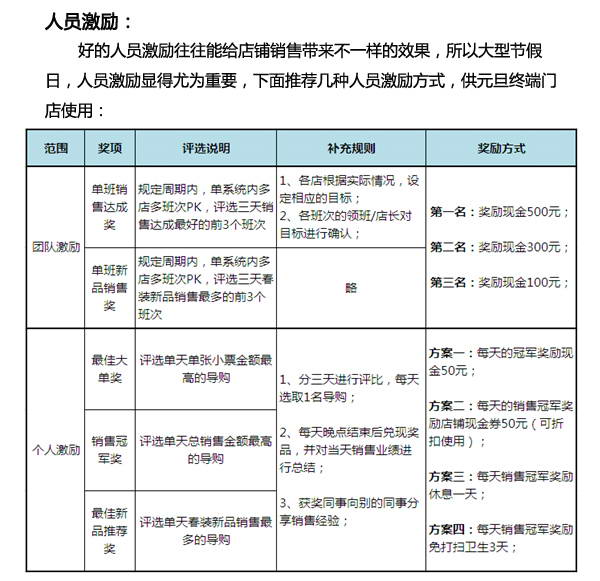 人员激励：
好的人员激励往往能给店铺销售带来不一样的效果，所以大型节假
日，人员激励显得尤为重要，下面推荐几种人员激励方式，供元旦终端门
店使用：
范围
奖项
评选说明
补充规则
奖励方式
团队激励
单班销
售达成
奖
规定周期内，单系统内多
店多班次PK，评选三天销
售达成最好的前3个班次
1、各店根据实际情况，设
定相应的目标；
2、各班次的领班/店长对
目标进行确认；
第一名：奖励现金500元；
第二名：奖励现金300元；
第三名：奖励现金100元；
单班新
品销售
奖
规定周期内，单系统内多
店多班次PK，评选三天春
装新品销售最多的前3个
班次
略
个人激励
最佳大
单奖
评选单天单张小票金额最
高的导购
1、分三天进行评比，每天
选取1名导购；
2、每天晚点结束后兑现奖
品，并对当天销售业绩进
行总结；
3、获奖同事向别的同事分
享销售经验；
方案一：每天的冠军奖励现
金50元；
方案二：每天的销售冠军奖
励店铺现金券50元（可折
扣使用）；
方案三：每天销售冠军奖励
休息一天；
方案四：每天销售冠军奖励
免打扫卫生3天；
销售冠
军奖
评选单天总销售金额最高
的导购
最佳新
品推荐
奖
评选单天春装新品销售最
多的导购